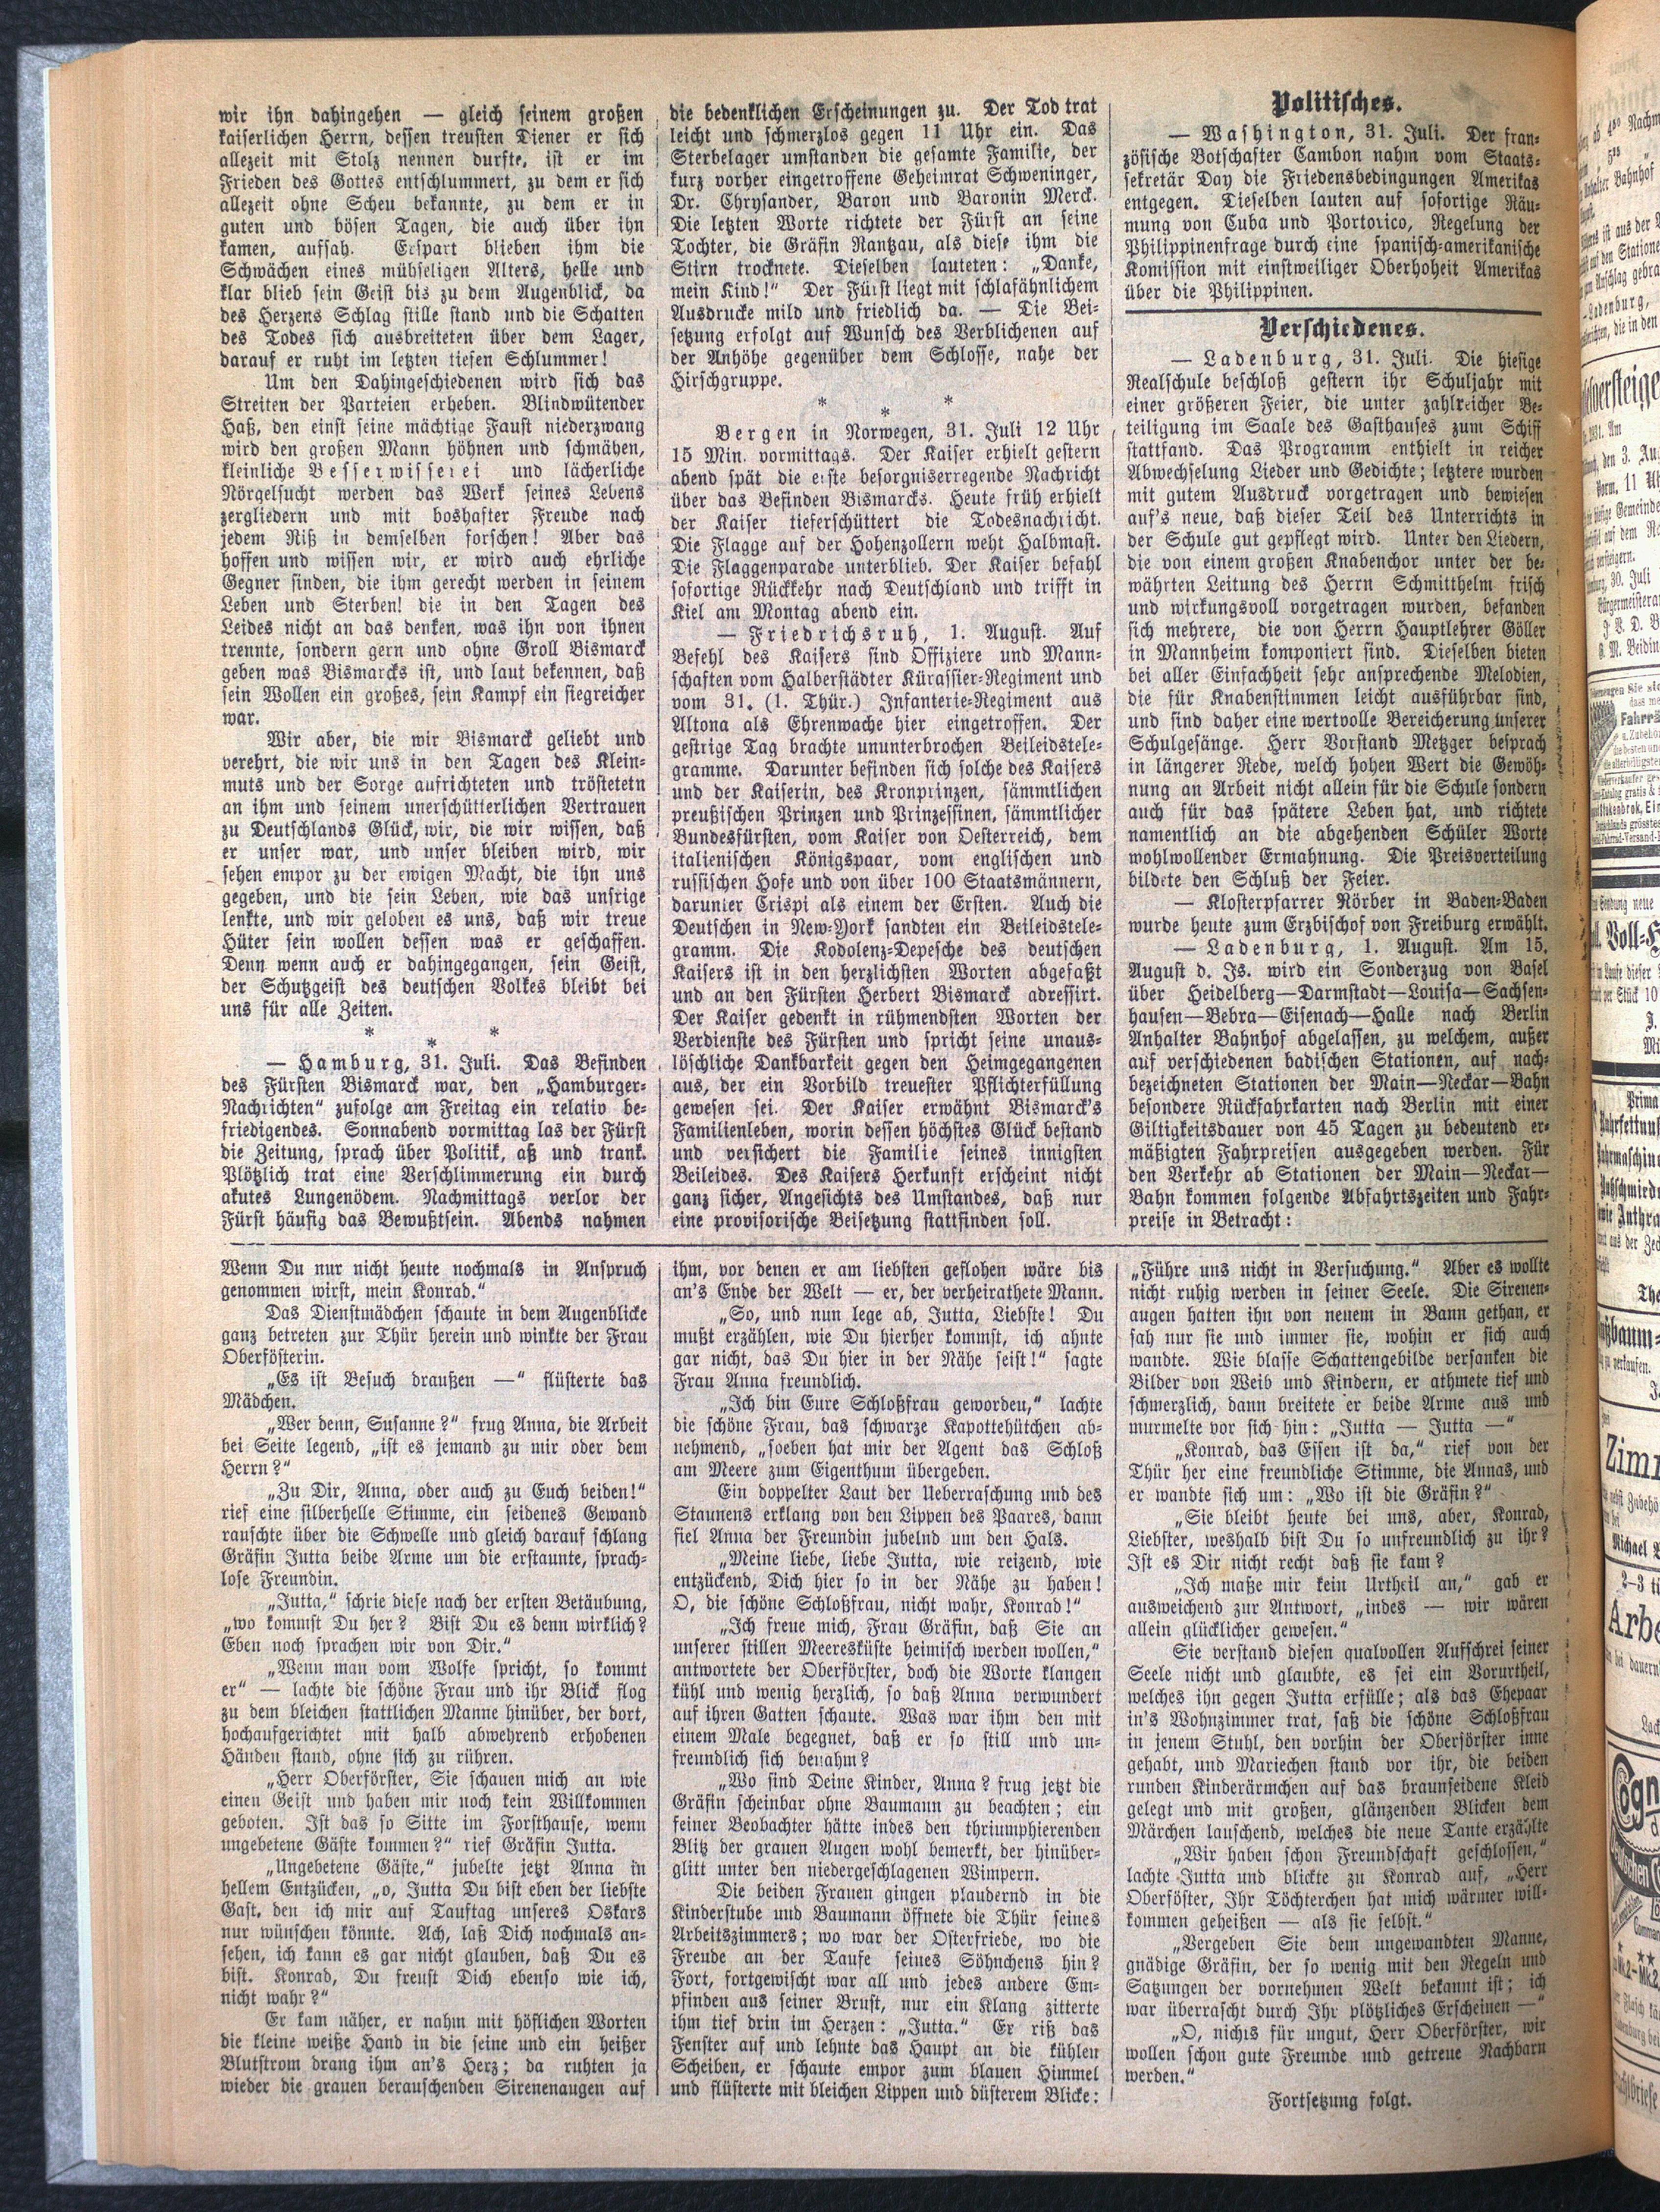 wir ihn dahingehen — gleich seinem großen
kaiserlichen Herrn, dessen treusten Diener er sich
allezeit mit Stolz nennen durfte, ist er im
Frieden des Gottes entschlummert, zu dem er sich
allezeit ohne Scheu bekannte, zu dem er in
guten und bösen Tagen, die auch über ihn
kamen, aufsah. Erspart blieben ihm die
Schwächen eines mühseligen Alters, helle und
klar blieb sein Geist bis zu dem Augenblick, da
des Herzens Schlag stille stand und die Schatten
des Todes sich ausbreiteten über dem Lager,
darauf er ruht im letzten tiefen Schlummer!
Um den Dahingeschiedenen wird sich das
Streiten der Parteien erheben. Blindwütender
Haß, den einst seine mächtige Faust niederzwang
wird den großen Mann höhnen und schmähen,
kleinliche Besserwisserei und lächerliche
Nörgelsucht werden das Werk seines Lebens
zergliedern und mit boshafter Freude nach
jedem Riß in demselben forschen! Aber das
hoffen und wissen wir, er wird auch ehrliche
Gegner finden, die ihm gerecht werden in seinem
Leben und Sterben! die in den Tagen des
Leides nicht an das denken, was ihn von ihnen
trennte, sondern gern und ohne Groll Bismarck
geben was Bismarcks ist, und laut bekennen, daß
sein Wollen ein großes, sein Kampf ein siegreicher
war.
Wir aber, die wir Bismarck geliebt und
verehrt, die wir uns in den Tagen des Klein-
muts und der Sorge aufrichteten und tröstetetn
an ihm und seinem unerschütterlichen Vertrauen
zu Deutschlands Glück, wir, die wir wissen, daß
er unser war, und unser bleiben wird, wir
sehen empor zu der ewigen Macht, die ihn uns
gegeben, und die sein Leben, wie das unsrige
lenkte, und wir geloben es uns, daß wir treue
Hüter sein wollen dessen was er geschaffen.
Denn wenn auch er dahingegangen, sein Geist,
der Schutzgeist des deutschen Volkes bleibt bei
uns für alle Zeiten.
* * *
— Hamburg, 31. Juli. Das Befinden
des Fürsten Bismarck war, den „Hamburger-
Nachrichten“ zufolge am Freitag ein relativ be-
friedigendes. Sonnabend vormittag las der Fürst
die Zeitung, sprach über Politik, aß und trank.
Plötzlich trat eine Verschlimmerung ein durch
akutes Lungenödem. Nachmittags verlor der
Fürst häufig das Bewußtsein. Abends nahmen
die bedenklichen Erscheinungen zu. Der Tod trat
leicht und schmerzlos gegen 11 Uhr ein. Das
Sterbelager umstanden die gesamte Familie, der
kurz vorher eingetroffene Geheimrat Schweninger,
Dr. Chrysander, Baron und Baronin Merck.
Die letzten Worte richtete der Fürst an seine
Tochter, die Gräfin Rantzau, als diese ihm die
Stirn trocknete. Dieselben lauteten: „Danke,
mein Kind!“ Der Fürst liegt mit schlafähnlichem
Ausdrucke mild und friedlich da. — Die Bei-
setzung erfolgt auf Wunsch des Verblichenen auf
der Anhöhe gegenüber dem Schlosse, nahe der
Hirschgruppe.
* * *
Bergen in Norwegen, 31. Juli 12 Uhr
15 Min. vormittags. Der Kaiser erhielt gestern
abend spät die erste besorgniserregende Nachricht
über das Befinden Bismarcks. Heute früh erhielt
der Kaiser tieferschüttert die Todesnachricht.
Die Flagge auf der Hohenzollern weht Halbmast.
Die Flaggenparade unterblieb. Der Kaiser befahl
sofortige Rückkehr nach Deutschland und trifft in
Kiel am Montag abend ein.
— Friedrichsruh, 1. August. Auf
Befehl des Kaisers sind Offiziere und Mann-
schaften vom Halberstädter Kürassier-Regiment und
vom 31. (1. Thür.) Infanterie-Regiment aus
Altona als Ehrenwache hier eingetroffen. Der
gestrige Tag brachte ununterbrochen Beileidstele-
gramme. Darunter befinden sich solche des Kaisers
und der Kaiserin, des Kronprinzen, sämmtlichen
preußischen Prinzen und Prinzessinen, sämmtlicher
Bundesfürsten, vom Kaiser von Oesterreich, dem
italienischen Königspaar, vom englischen und
russischen Hofe und von über 100 Staatsmännern,
darunter Crispi als einem der Ersten. Auch die
Deutschen in New-York sandten ein Beileidstele-
gramm. Die Kodolenz-Depesche des deutschen
Kaisers ist in den herzlichsten Worten abgefaßt
und an den Fürsten Herbert Bismarck adressirt.
Der Kaiser gedenkt in rühmendsten Worten der
Verdienste des Fürsten und spricht seine unaus-
löschliche Dankbarkeit gegen den Heimgegangenen
aus, der ein Vorbild treuester Pflichterfüllung
gewesen sei. Der Kaiser erwähnt Bismarck's
Familienleben, worin dessen höchstes Glück bestand
und versichert die Familie seines innigsten
Beileides. Des Kaisers Herkunft erscheint nicht
ganz sicher, Angesichts des Umstandes, daß nur
eine provisorische Beisetzung stattfinden soll.
Politisches.
— Washington, 31. Juli. Der fran-
zösische Botschafter Cambon nahm vom Staats-
sekretär Day die Friedensbedingungen Amerikas
entgegen. Dieselben lauten auf sofortige Räu-
mung von Cuba und Portorico, Regelung der
Philippinenfrage durch eine spanisch-amerikanische
Komission mit einstweiliger Oberhoheit Amerikas
über die Philippinen.
Verschiedenes.
— Ladenburg, 31. Juli. Die hiesige
Realschule beschloß gestern ihr Schuljahr mit
einer größeren Feier, die unter zahlreicher Be-
teiligung im Saale des Gasthauses zum Schiff
stattfand. Das Programm enthielt in reicher
Abwechselung Lieder und Gedichte; letztere wurden
mit gutem Ausdruck vorgetragen und bewiesen
auf's neue, daß dieser Teil des Unterrichts in
der Schule gut gepflegt wird. Unter den Liedern,
die von einem großen Knabenchor unter der be-
währten Leitung des Herrn Schmitthelm frisch
und wirkungsvoll vorgetragen wurden, befanden
sich mehrere, die von Herrn Hauptlehrer Göller
in Mannheim komponiert sind. Dieselben bieten
bei aller Einfachheit sehr ansprechende Melodien,
die für Knabenstimmen leicht ausführbar sind,
und sind daher eine wertvolle Bereicherung unserer
Schulgesänge. Herr Vorstand Metzger besprach
in längerer Rede, welch hohen Wert die Gewöh-
nung an Arbeit nicht allein für die Schule sondern
auch für das spätere Leben hat, und richtete
namentlich an die abgehenden Schüler Worte
wohlwollender Ermahnung. Die Preisverteilung
bildete den Schluß der Feier.
— Klosterpfarrer Nörber in Baden-Baden
wurde heute zum Erzbischof von Freiburg erwählt.
— Ladenburg, 1. August. Am 15.
August d. Js. wird ein Sonderzug von Basel
über Heidelberg—Darmstadt—Louisa—Sachsen-
hausen—Bebra—Eisenach—Halle nach Berlin
Anhalter Bahnhof abgelassen, zu welchem, außer
auf verschiedenen badischen Stationen, auf nach-
bezeichneten Stationen der Main—Neckar—Bahn
besondere Rückfahrkarten nach Berlin mit einer
Giltigkeitsdauer von 45 Tagen zu bedeutend er-
mäßigten Fahrpreisen ausgegeben werden. Für
den Verkehr ab Stationen der Main—Neckar—
Bahn kommen folgende Abfahrtszeiten und Fahr-
preise in Betracht:
Wenn Du nur nicht heute nochmals in Anspruch
genommen wirst, mein Konrad.“
Das Dienstmädchen schaute in dem Augenblicke
ganz betreten zur Thür herein und winkte der Frau
Oberfösterin.
„Es ist Besuch draußen —“ flüsterte das
Mädchen.
„Wer denn, Susanne?“ frug Anna, die Arbeit
bei Seite legend, „ist es jemand zu mir oder dem
Herrn?“
„Zu Dir, Anna, oder auch zu Euch beiden!“
rief eine silberhelle Stimme, ein seidenes Gewand
rauschte über die Schwelle und gleich darauf schlang
Gräfin Jutta beide Arme um die erstaunte, sprach-
lose Freundin.
„Jutta,“ schrie diese nach der ersten Betäubung,
„wo kommst Du her? Bist Du es denn wirklich?
Eben noch sprachen wir von Dir.“
„Wenn man vom Wolfe spricht, so kommt
er“ — lachte die schöne Frau und ihr Blick flog
zu dem bleichen stattlichen Manne hinüber, der dort,
hochaufgerichtet mit halb abwehrend erhobenen
Händen stand, ohne sich zu rühren.
„Herr Oberförster, Sie schauen mich an wie
einen Geist und haben mir noch kein Willkommen
geboten. Ist das so Sitte im Forsthause, wenn
ungebetene Gäste kommen?“ rief Gräfin Jutta.
„Ungebetene Gäste,“ jubelte jetzt Anna in
hellem Entzücken, „o, Jutta Du bist eben der liebste
Gast, den ich mir auf Tauftag unseres Oskars
nur wünschen könnte. Ach, laß Dich nochmals an-
sehen, ich kann es gar nicht glauben, daß Du es
bist. Konrad, Du freust Dich ebenso wie ich,
nicht wahr?“
Er kam näher, er nahm mit höflichen Worten
die kleine weiße Hand in die seine und ein heißer
Blutstrom drang ihm an's Herz; da ruhten ja
wieder die grauen berauschenden Sirenenaugen auf
ihm, vor denen er am liebsten geflohen wäre bis
an's Ende der Welt — er, der verheirathete Mann.
„So, und nun lege ab, Jutta, Liebste! Du
mußt erzählen, wie Du hierher kommst, ich ahnte
gar nicht, das Du hier in der Nähe seist!“ sagte
Frau Anna freundlich.
„Ich bin Eure Schloßfrau geworden,“ lachte
die schöne Frau, das schwarze Kapottehütchen ab-
nehmend, „soeben hat mir der Agent das Schloß
am Meere zum Eigenthum übergeben.
Ein doppelter Laut der Ueberraschung und des
Staunens erklang von den Lippen des Paares, dann
fiel Anna der Freundin jubelnd um den Hals.
„Meine liebe, liebe Jutta, wie reizend, wie
entzückend, Dich hier so in der Nähe zu haben!
O, die schöne Schloßfrau, nicht wahr, Konrad!“
„Ich freue mich, Frau Gräfin, daß Sie an
unserer stillen Meeresküste heimisch werden wollen,“
antwortete der Oberförster, doch die Worte klangen
kühl und wenig herzlich, so daß Anna verwundert
auf ihren Gatten schaute. Was war ihm den mit
einem Male begegnet, daß er so still und un-
freundlich sich benahm?
„Wo sind Deine Kinder, Anna? frug jetzt die
Gräfin scheinbar ohne Baumann zu beachten; ein
feiner Beobachter hätte indes den thriumphierenden
Blitz der grauen Augen wohl bemerkt, der hinüber-
glitt unter den niedergeschlagenen Wimpern.
Die beiden Frauen gingen plaudernd in die
Kinderstube und Baumann öffnete die Thür seines
Arbeitszimmers; wo war der Osterfriede, wo die
Freude an der Taufe seines Söhnchens hin?
Fort, fortgewischt war all und jedes andere Em-
pfinden aus seiner Brust, nur ein Klang zitterte
ihm tief drin im Herzen: „Jutta.“ Er riß das
Fenster auf und lehnte das Haupt an die kühlen
Scheiben, er schaute empor zum blauen Himmel
und flüsterte mit bleichen Lippen und düsterem Blicke:
„Führe uns nicht in Versuchung.“ Aber es wollte
nicht ruhig werden in seiner Seele. Die Sirenen-
augen hatten ihn von neuem in Bann gethan, er
sah nur sie und immer sie, wohin er sich auch
wandte. Wie blasse Schattengebilde versanken die
Bilder von Weib und Kindern, er athmete tief und
schmerzlich, dann breitete er beide Arme aus und
murmelte vor sich hin: „Jutta — Jutta —“
„Konrad, das Essen ist da,“ rief von der
Thür her eine freundliche Stimme, die Annas, und
er wandte sich um: „Wo ist die Gräfin?“
„Sie bleibt heute bei uns, aber, Konrad,
Liebster, weshalb bist Du so unfreundlich zu ihr?
Ist es Dir nicht recht daß sie kam?
„Ich maße mir kein Urtheil an,“ gab er
ausweichend zur Antwort, „indes — wir wären
allein glücklicher gewesen.“
Sie verstand diesen qualvollen Aufschrei seiner
Seele nicht und glaubte, es sei ein Vorurtheil,
welches ihn gegen Jutta erfülle; als das Ehepaar
in's Wohnzimmer trat, saß die schöne Schloßfrau
in jenem Stuhl, den vorhin der Oberförster inne
gehabt, und Mariechen stand vor ihr, die beiden
runden Kinderärmchen auf das braunseidene Kleid
gelegt und mit großen, glänzenden Blicken dem
Märchen lauschend, welches die neue Tante erzählte
„Wir haben schon Freundschaft geschlossen,“
lachte Jutta und blickte zu Konrad auf, „Herr
Oberföster, Ihr Töchterchen hat mich wärmer will-
kommen geheißen — als sie selbst.“
„Vergeben Sie dem ungewandten Manne,
gnädige Gräfin, der so wenig mit den Regeln und
Satzungen der vornehmen Welt bekannt ist; ich
war überrascht durch Ihr plötzliches Erscheinen —“
„O, nichts für ungut, Herr Oberförster, wir
wollen schon gute Freunde und getreue Nachbarn
werden.“
Fortsetzung folgt.